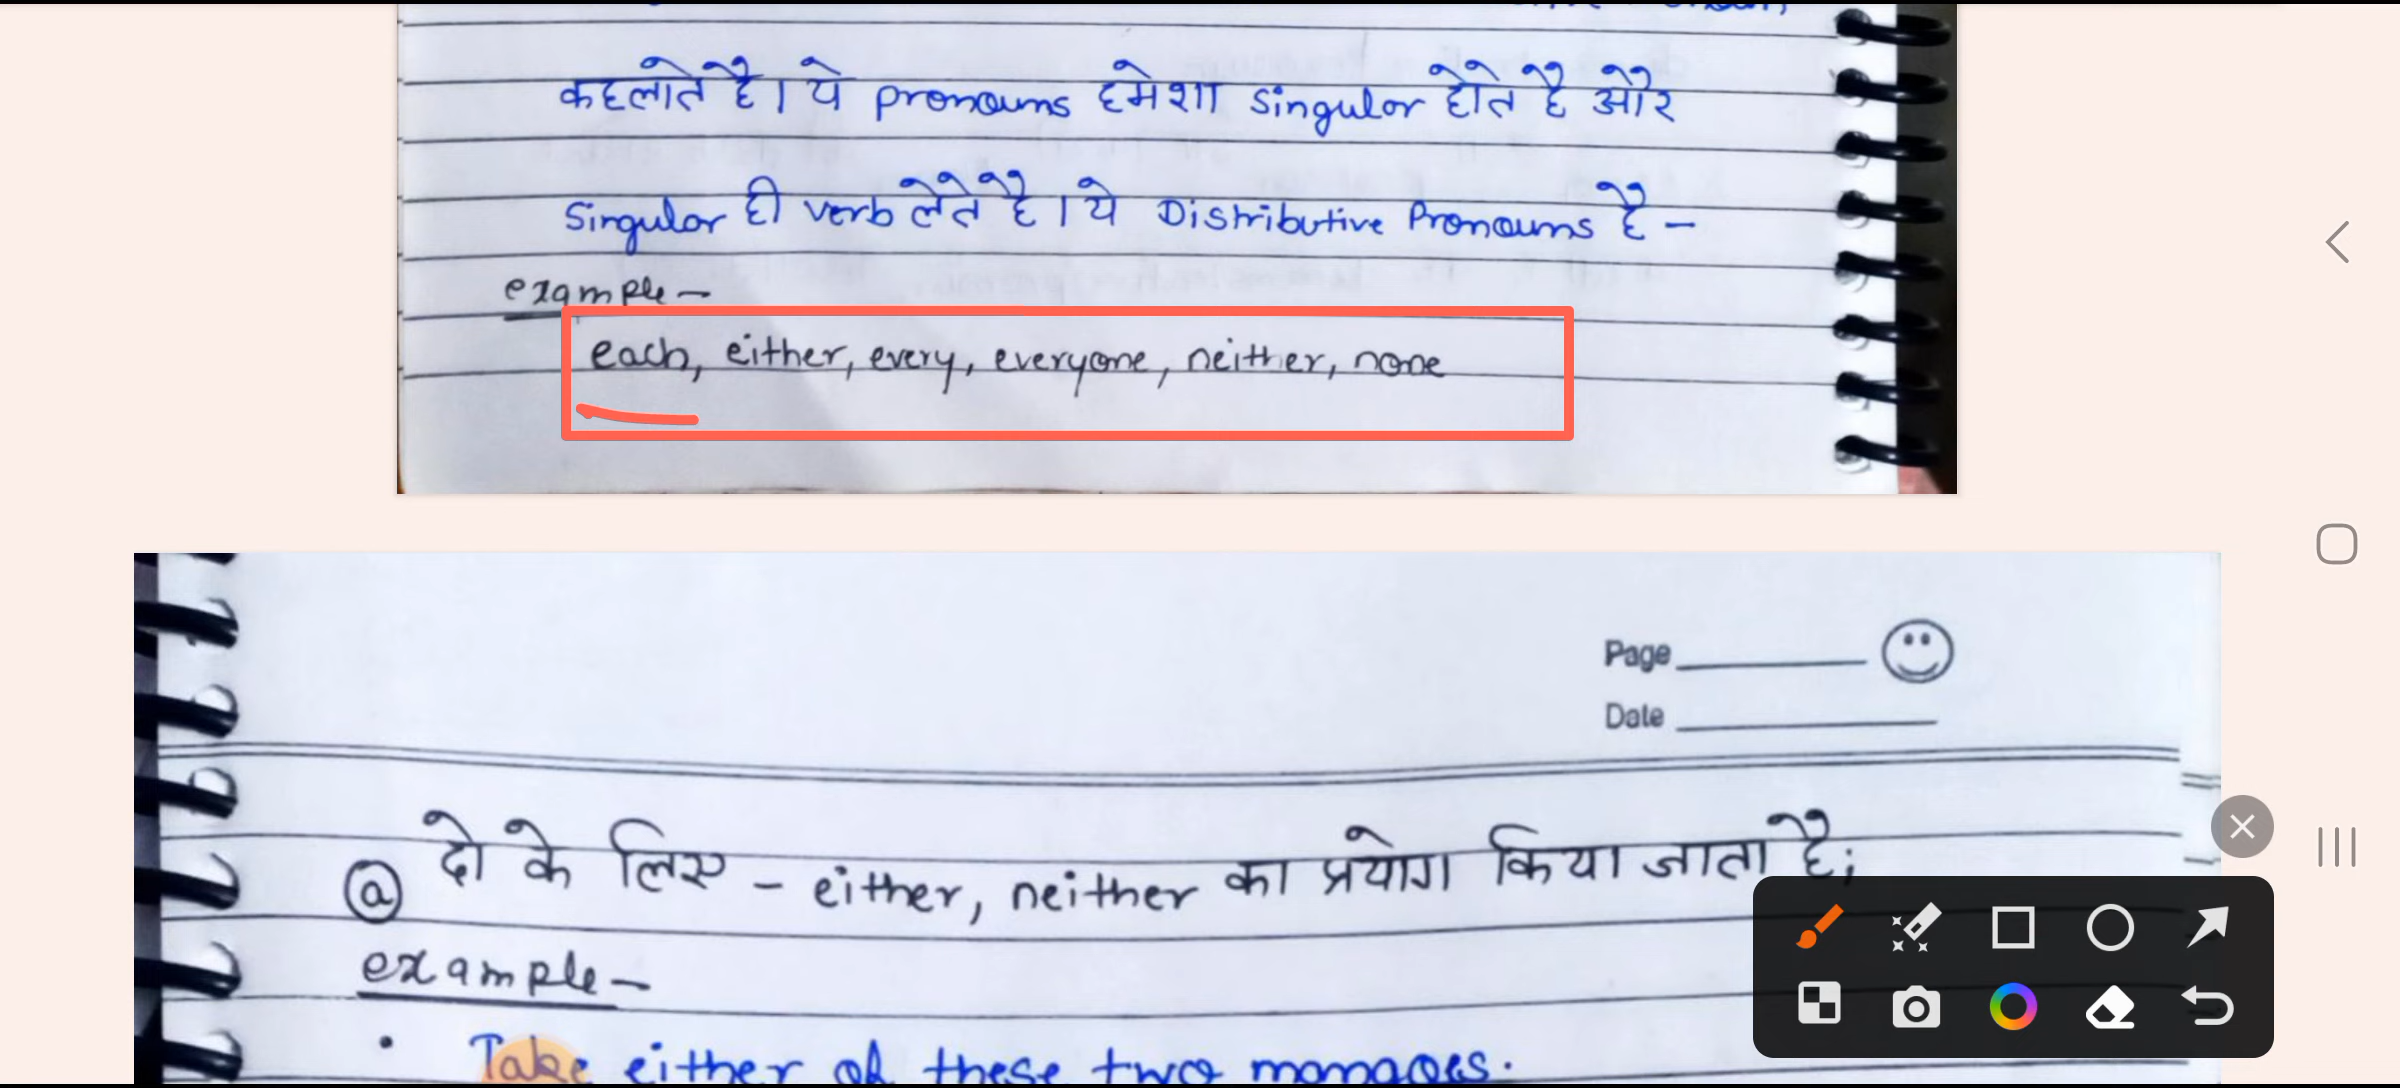 कहलाते है। ये pronouns हमेशा singular होते है और
Singular ही verb लेते है। ये Distributive Pronouns है –
example –
each, either, every, everyone, neither, none
Page
Date
ⓐ दो के लिए – either, neither का प्रयोग किया जाता है;
example –
• Take either of these two mangoes.